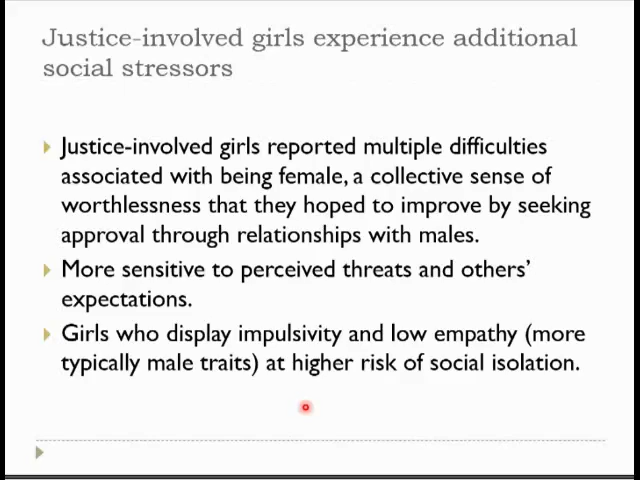 Justice-involved girls experience additional
social stressors
Justice-involved girls reported multiple difficulties
associated with being female, a collective sense of
worthlessness that they hoped to improve by seeking
approval through relationships with males.
More sensitive to perceived threats and others’
expectations.
Girls who display impulsivity and low empathy (more
typically male traits) at higher risk of social isolation.